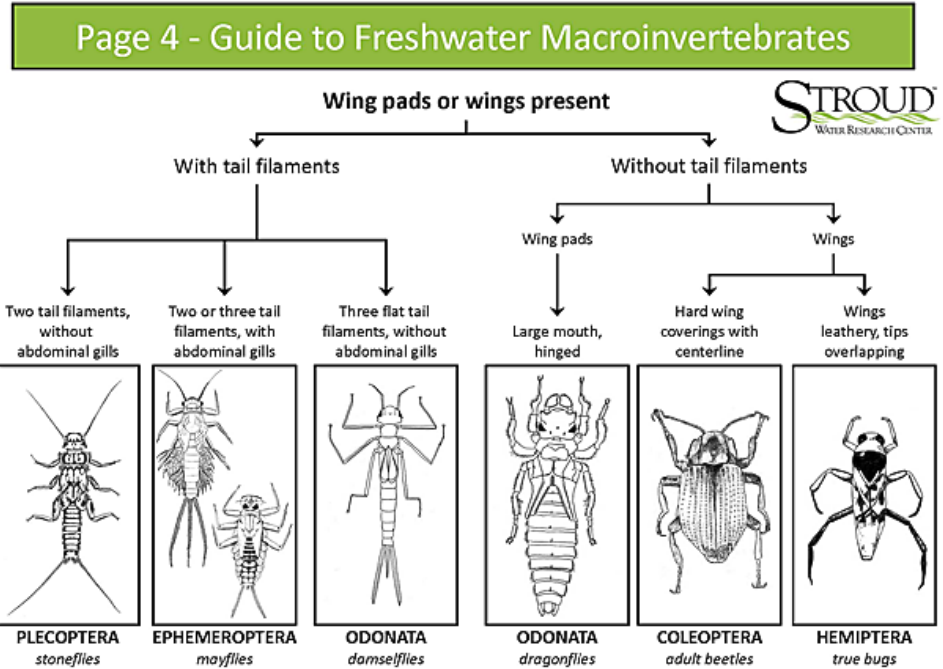 Page 4 - Guide to Freshwater Macroinvertebrates
STROUD™
WATER RESEARCH CENTER
Wing pads or wings present
With tail filaments
Without tail filaments
Wing pads
Wings
Two tail filaments,
without
abdominal gills
Two or three tail
filaments, with
abdominal gills
Three flat tail
filaments, without
abdominal gills
Large mouth,
hinged
Hard wing
coverings with
centerline
Wings
leathery, tips
overlapping
PLECOPTERA
stoneflies
EPHEMEROPTERA
mayflies
ODONATA
damselflies
ODONATA
dragonflies
COLEOPTERA
adult beetles
HEMIPTERA
true bugs